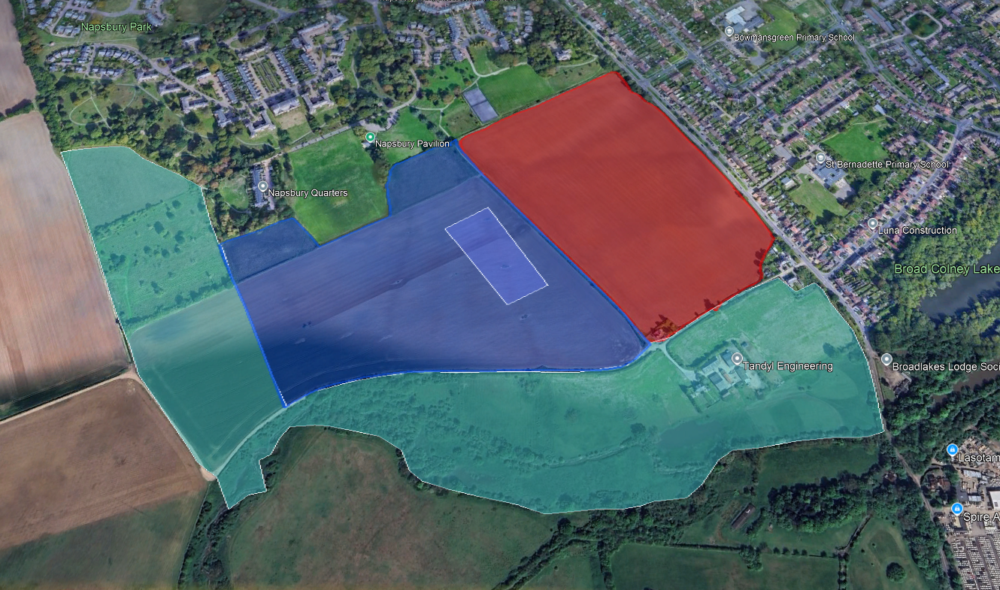 Napsbury Park
Bowmansgreen Primary School
Napsbury Pavilion
St Bernadette Primary School
Napsbury Quarters
Luna Construction
Broad Colney Lake
Tandyl Engineering
Broadlakes Lodge Soci
Lasotam
Spire A